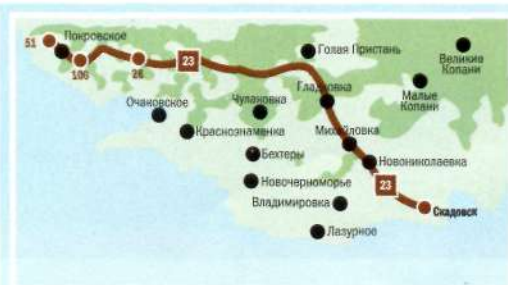 51
Покровское
106
26
23
Голая Пристань
Великие
Копани
Гладковка
Малые
Копани
Очаковское
Чулаковка
Краснознаменка
Михайловка
Бехтеры
Новониколаевка
Новочерноморье
23
Владимировка
Скадовск
Лазурное